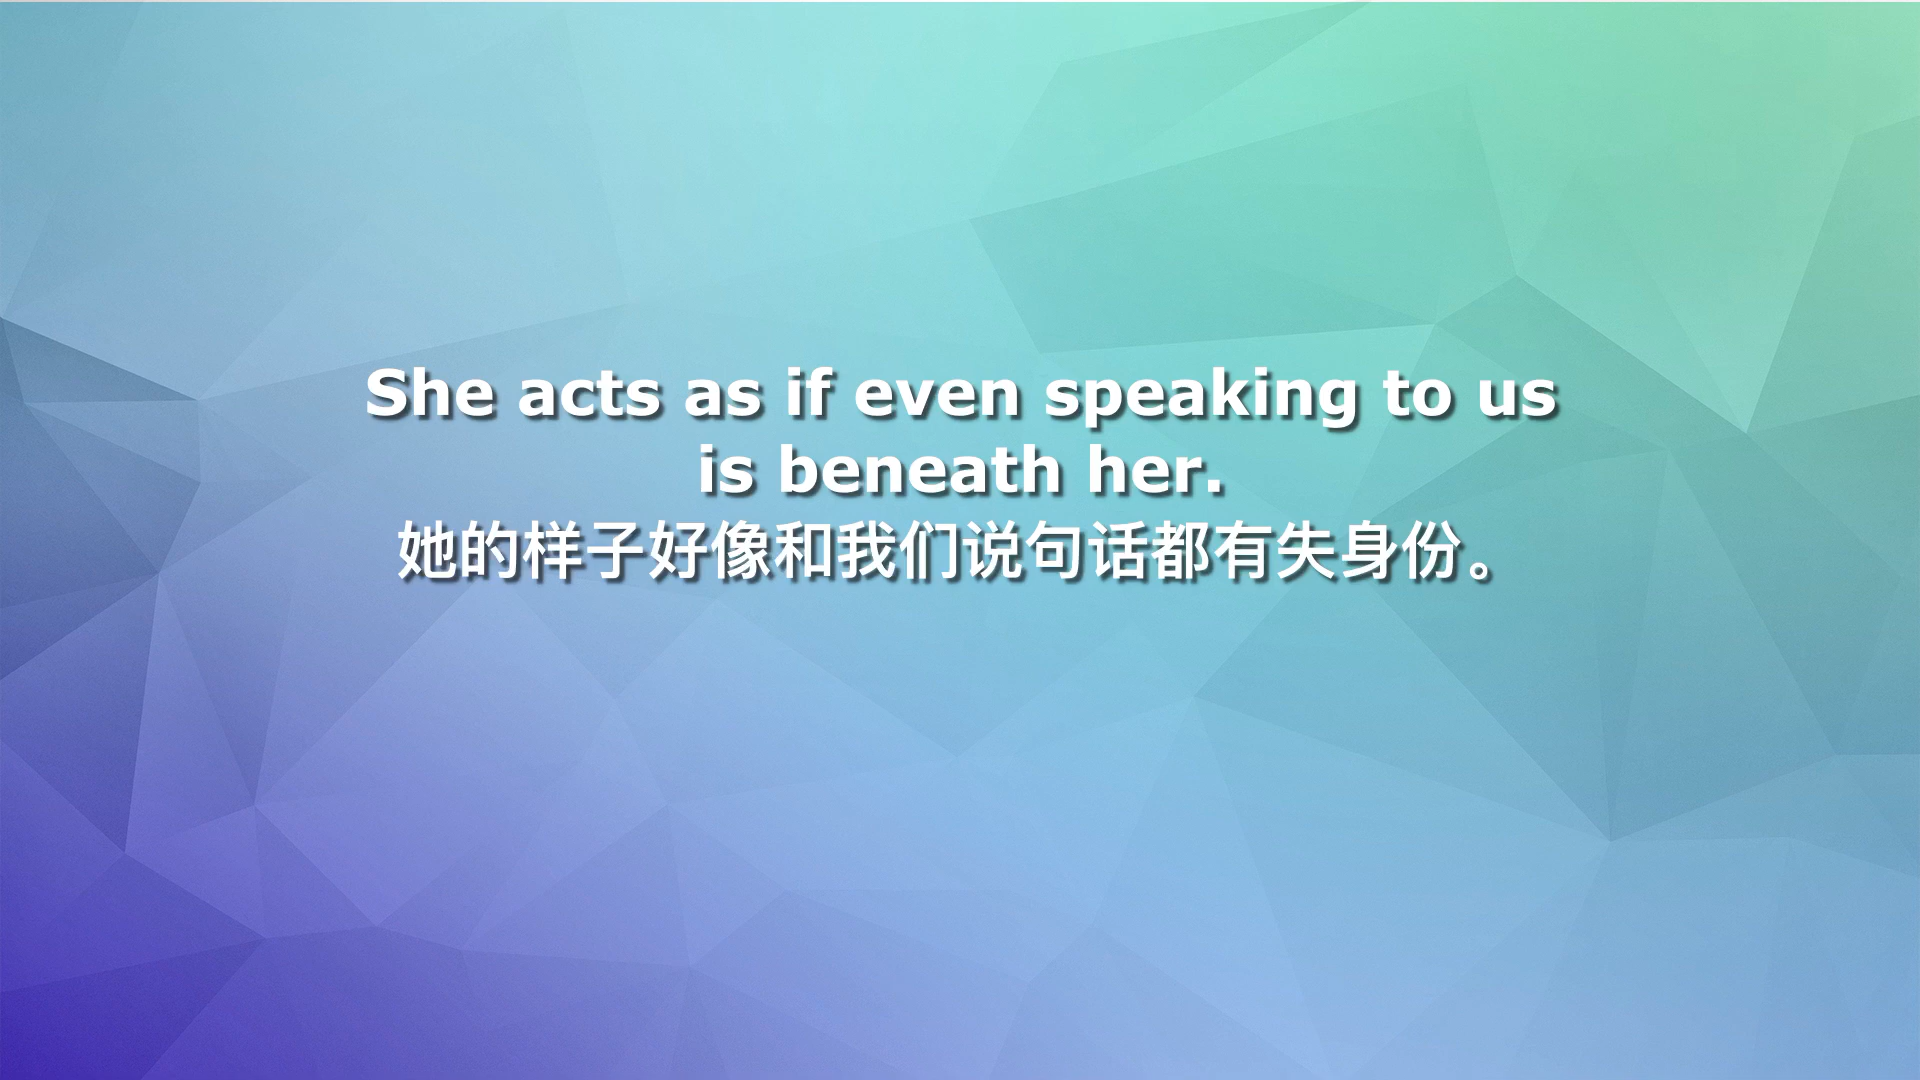 She acts as if even speaking to us
is beneath her.
她的样子好像和我们说句话都有失身份。